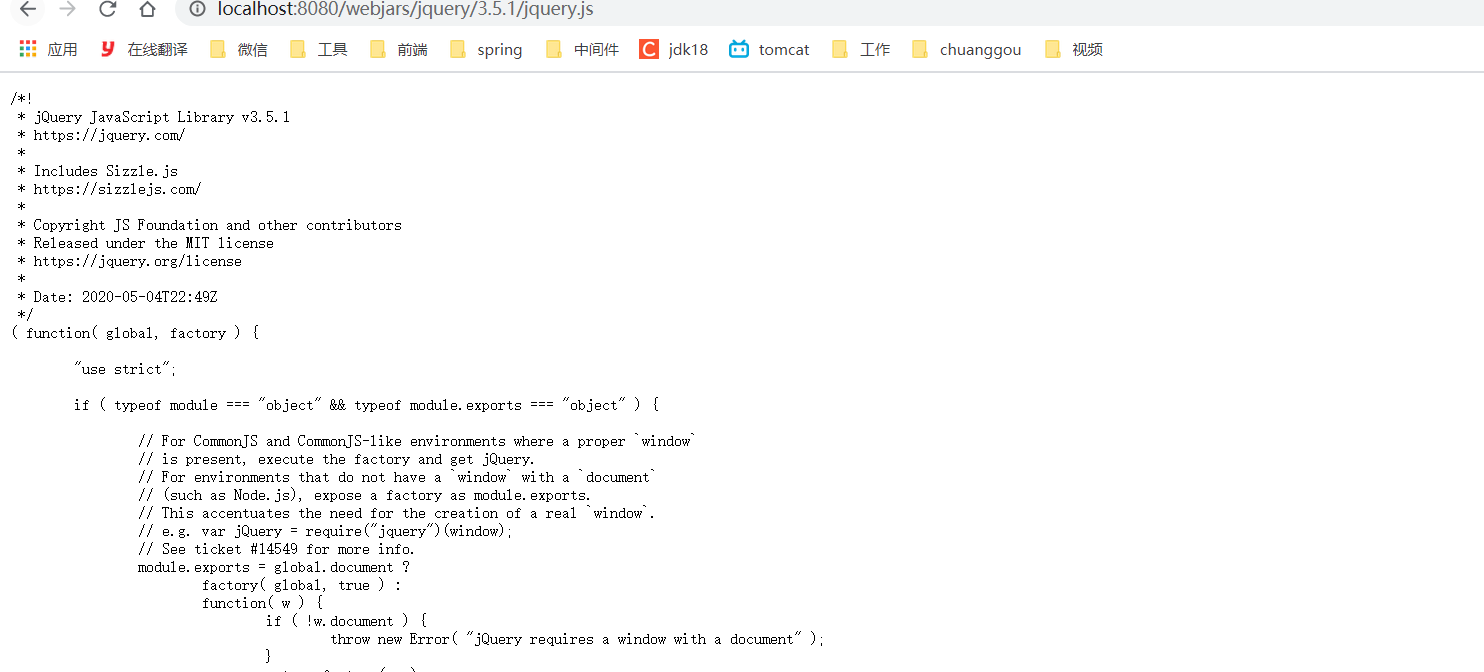 localhost:8080/webjars/jquery/3.5.1/jquery.js
应用 在线翻译 微信 工具 前端 spring 中间件 jdk18 tomcat 工作 chuanggou 视频
/*!
 * jQuery JavaScript Library v3.5.1
 * https://jquery.com/
 *
 * Includes Sizzle.js
 * https://sizzlejs.com/
 *
 * Copyright JS Foundation and other contributors
 * Released under the MIT license
 * https://jquery.org/license
 *
 * Date: 2020-05-04T22:49Z
 */
( function( global, factory ) {
"use strict";
if ( typeof module === "object" && typeof module.exports === "object" ) {
// For CommonJS and CommonJS-like environments where a proper `window`
// is present, execute the factory and get jQuery.
// For environments that do not have a `window` with a `document`
// (such as Node.js), expose a factory as module.exports.
// This accentuates the need for the creation of a real `window`.
// e.g. var jQuery = require("jquery")(window);
// See ticket #14549 for more info.
module.exports = global.document ?
factory( global, true ) :
function( w ) {
if ( !w.document ) {
throw new Error( "jQuery requires a window with a document" );
}